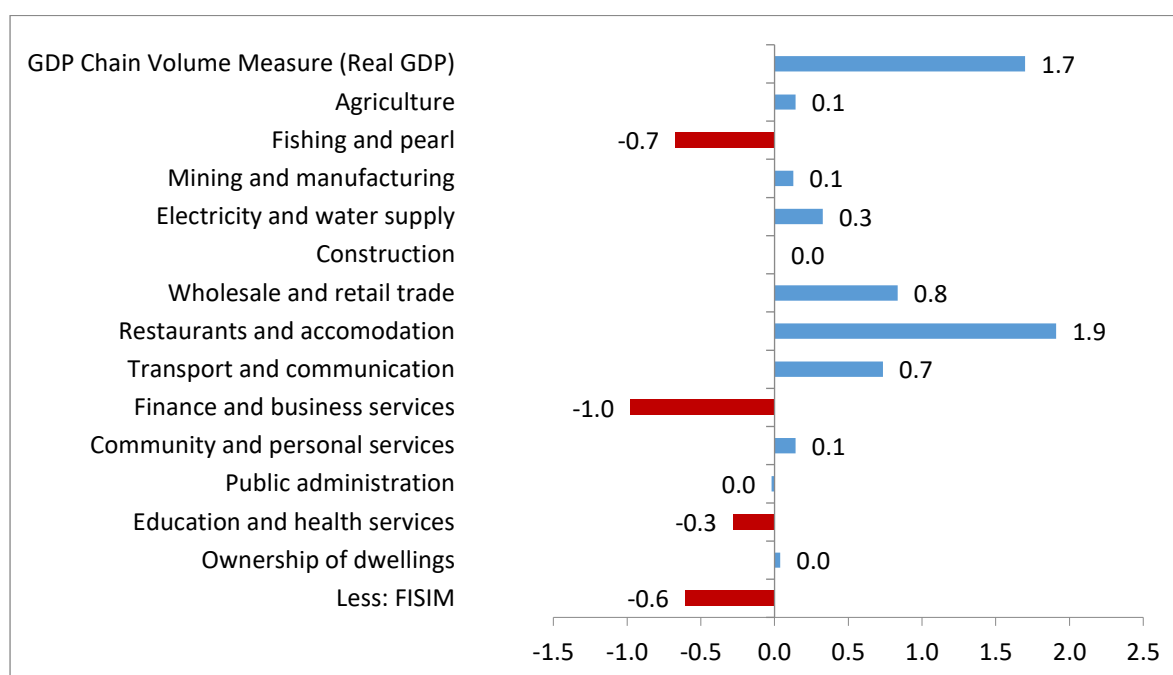 GDP Chain Volume Measure (Real GDP) 1.7
Agriculture 0.1
Fishing and pearl -0.7
Mining and manufacturing 0.1
Electricity and water supply 0.3
Construction 0.0
Wholesale and retail trade 0.8
Restaurants and accomodation 1.9
Transport and communication 0.7
Finance and business services -1.0
Community and personal services 0.1
Public administration 0.0
Education and health services -0.3
Ownership of dwellings 0.0
Less: FISIM -0.6
-1.5 -1.0 -0.5 0.0 0.5 1.0 1.5 2.0 2.5